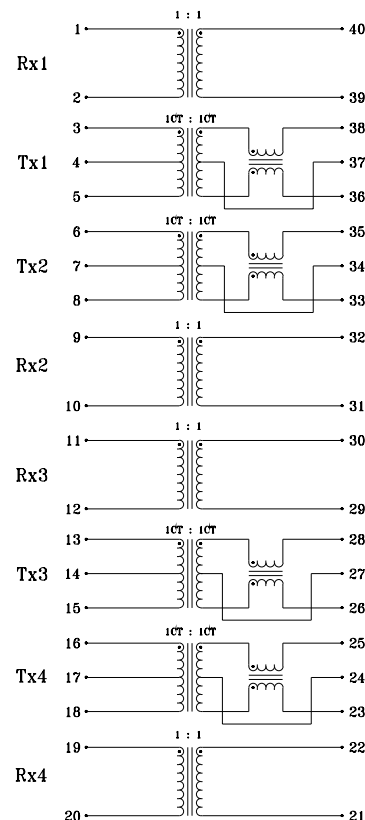 1 : 1
1 40
Rx1
2 39
1CT : 1CT
3 38
Tx1 4 37
5 36
1CT : 1CT
6 35
Tx2 7 34
8 33
1 : 1
9 32
Rx2
10 31
1 : 1
11 30
Rx3
12 29
1CT : 1CT
13 28
Tx3 14 27
15 26
1CT : 1CT
16 25
Tx4 17 24
18 23
1 : 1
19 22
Rx4
20 21